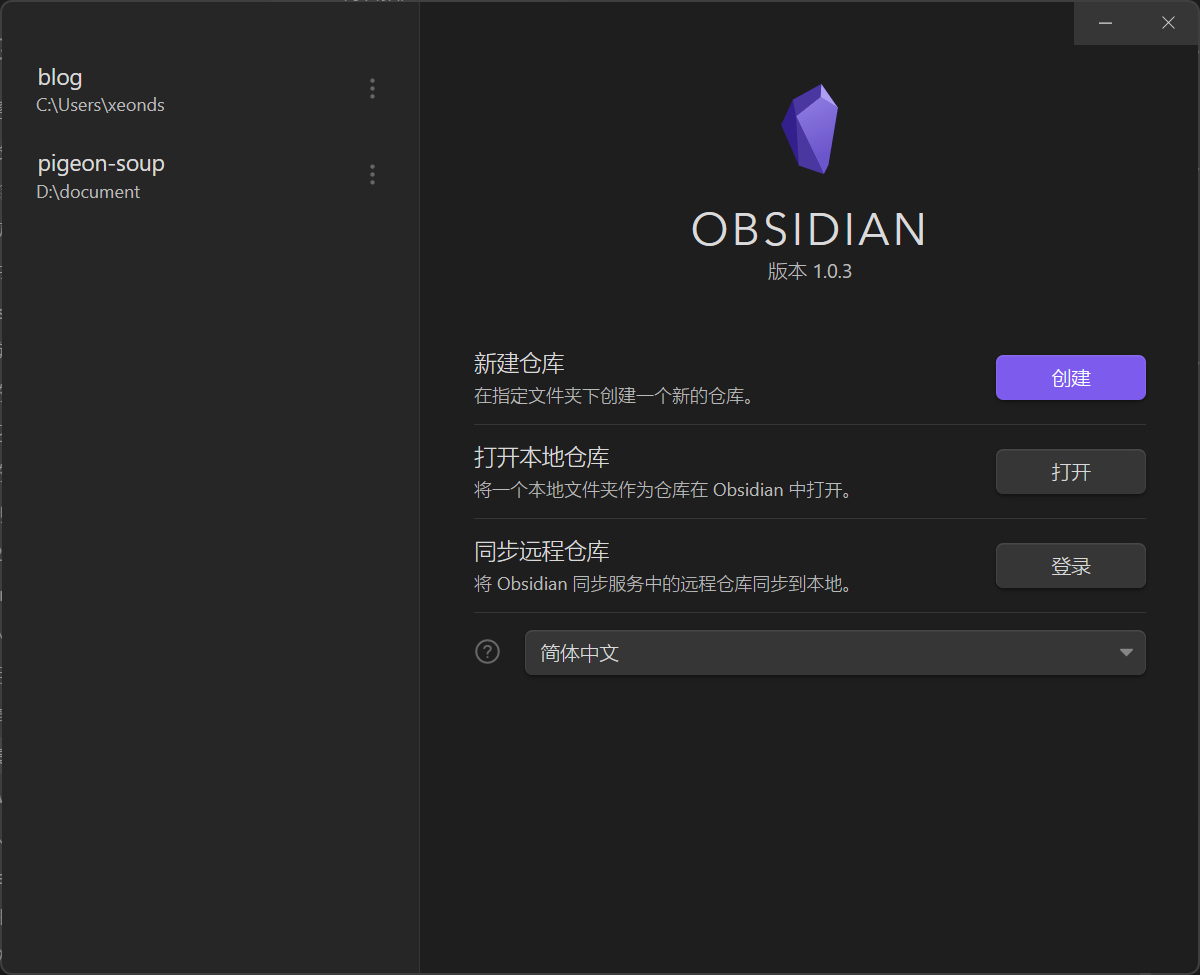 blog
C:\Users\xeonds
pigeon-soup
D:\document
OBSIDIAN
版本 1.0.3
新建仓库
在指定文件夹下创建一个新的仓库。
创建
打开本地仓库
将一个本地文件夹作为仓库在 Obsidian 中打开。
打开
同步远程仓库
将 Obsidian 同步服务中的远程仓库同步到本地。
登录
?
简体中文